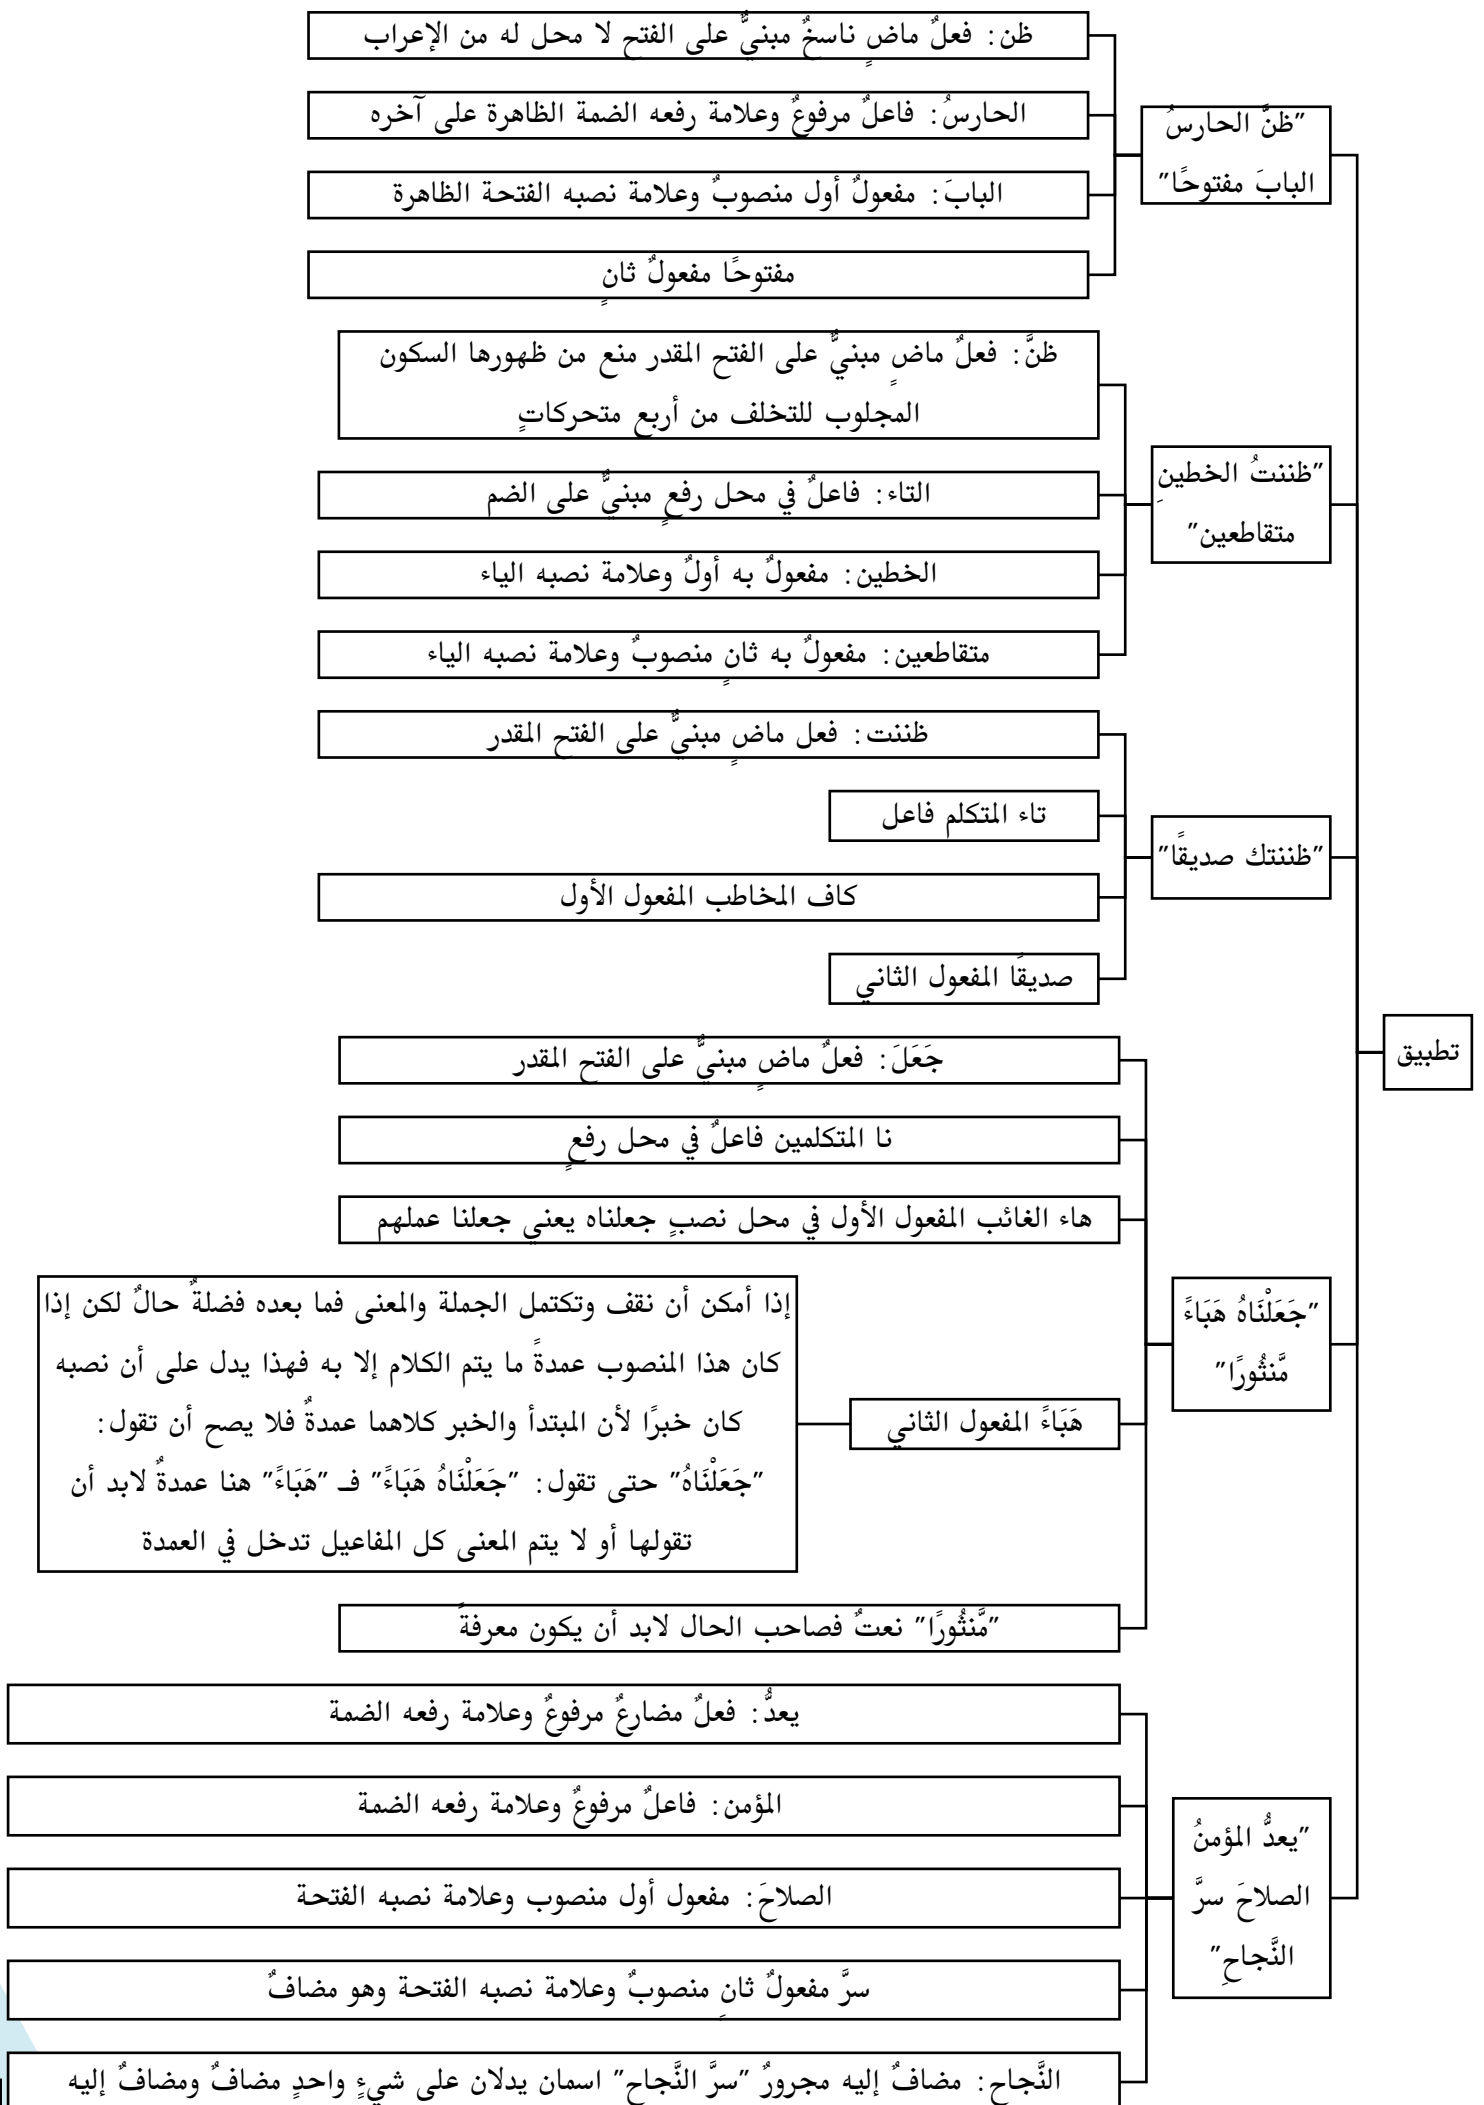 تطبيق
"ظنَّ الحارسُ
البابَ مفتوحًا"
ظن: فعلٌ ماضٍ ناسخٌ مبنيٌّ على الفتح لا محل له من الإعراب
الحارسُ: فاعلٌ مرفوعٌ وعلامة رفعه الضمة الظاهرة على آخره
البابَ: مفعولٌ أول منصوبٌ وعلامة نصبه الفتحة الظاهرة
مفتوحًا مفعولٌ ثانٍ
"ظننتُ الخطينِ
متقاطعينَ"
ظنَّ: فعلٌ ماضٍ مبنيٌّ على الفتح المقدر منع من ظهورها السكون
المجلوب للتخلف من أربع متحركاتٍ
التاء: فاعلٌ في محل رفعٍ مبنيٌّ على الضم
الخطين: مفعولٌ به أولٌ وعلامة نصبه الياء
متقاطعين: مفعولٌ به ثانٍ منصوبٌ وعلامة نصبه الياء
"ظننتك صديقًا"
ظننت: فعل ماضٍ مبنيٌّ على الفتح المقدر
تاء المتكلم فاعل
كاف المخاطب المفعول الأول
صديقًا المفعول الثاني
"جَعَلْنَاهُ هَبَاءً
مَّنثُورًا"
جَعَلَ: فعلٌ ماضٍ مبنيٌّ على الفتح المقدر
نا المتكلمين فاعلٌ في محل رفعٍ
هاء الغائب المفعول الأول في محل نصبٍ جعلناه يعني جعلنا عملهم
هَبَاءً المفعول الثاني
إذا أمكن أن نقف وتكتمل الجملة والمعنى فما بعده فضلةٌ حالٌ لكن إذا
كان هذا المنصوب عمدةً ما يتم الكلام إلا به فهذا يدل على أن نصبه
كان خبرًا لأن المبتدأ والخبر كلاهما عمدةٌ فلا يصح أن تقول:
"جَعَلْنَاهُ" حتى تقول: "جَعَلْنَاهُ هَبَاءً" فـ "هَبَاءً" هنا عمدةٌ لابد أن
تقولها أو لا يتم المعنى كل المفاعيل تدخل في العمدة
"مَّنثُورًا" نعتٌ فصاحب الحال لابد أن يكون معرفةً
"يعدُّ المؤمنُ
الصلاحَ سرَّ
النَّجاحِ"
يعدُّ: فعلٌ مضارعٌ مرفوعٌ وعلامة رفعه الضمة
المؤمن: فاعلٌ مرفوعٌ وعلامة رفعه الضمة
الصلاحَ: مفعول أول منصوب وعلامة نصبه الفتحة
سرَّ مفعولٌ ثانٍ منصوبٌ وعلامة نصبه الفتحة وهو مضافٌ
النَّجاح: مضافٌ إليه مجرورٌ "سرَّ النَّجاح" اسمان يدلان على شيءٍ واحدٍ مضافٌ ومضافٌ إليه